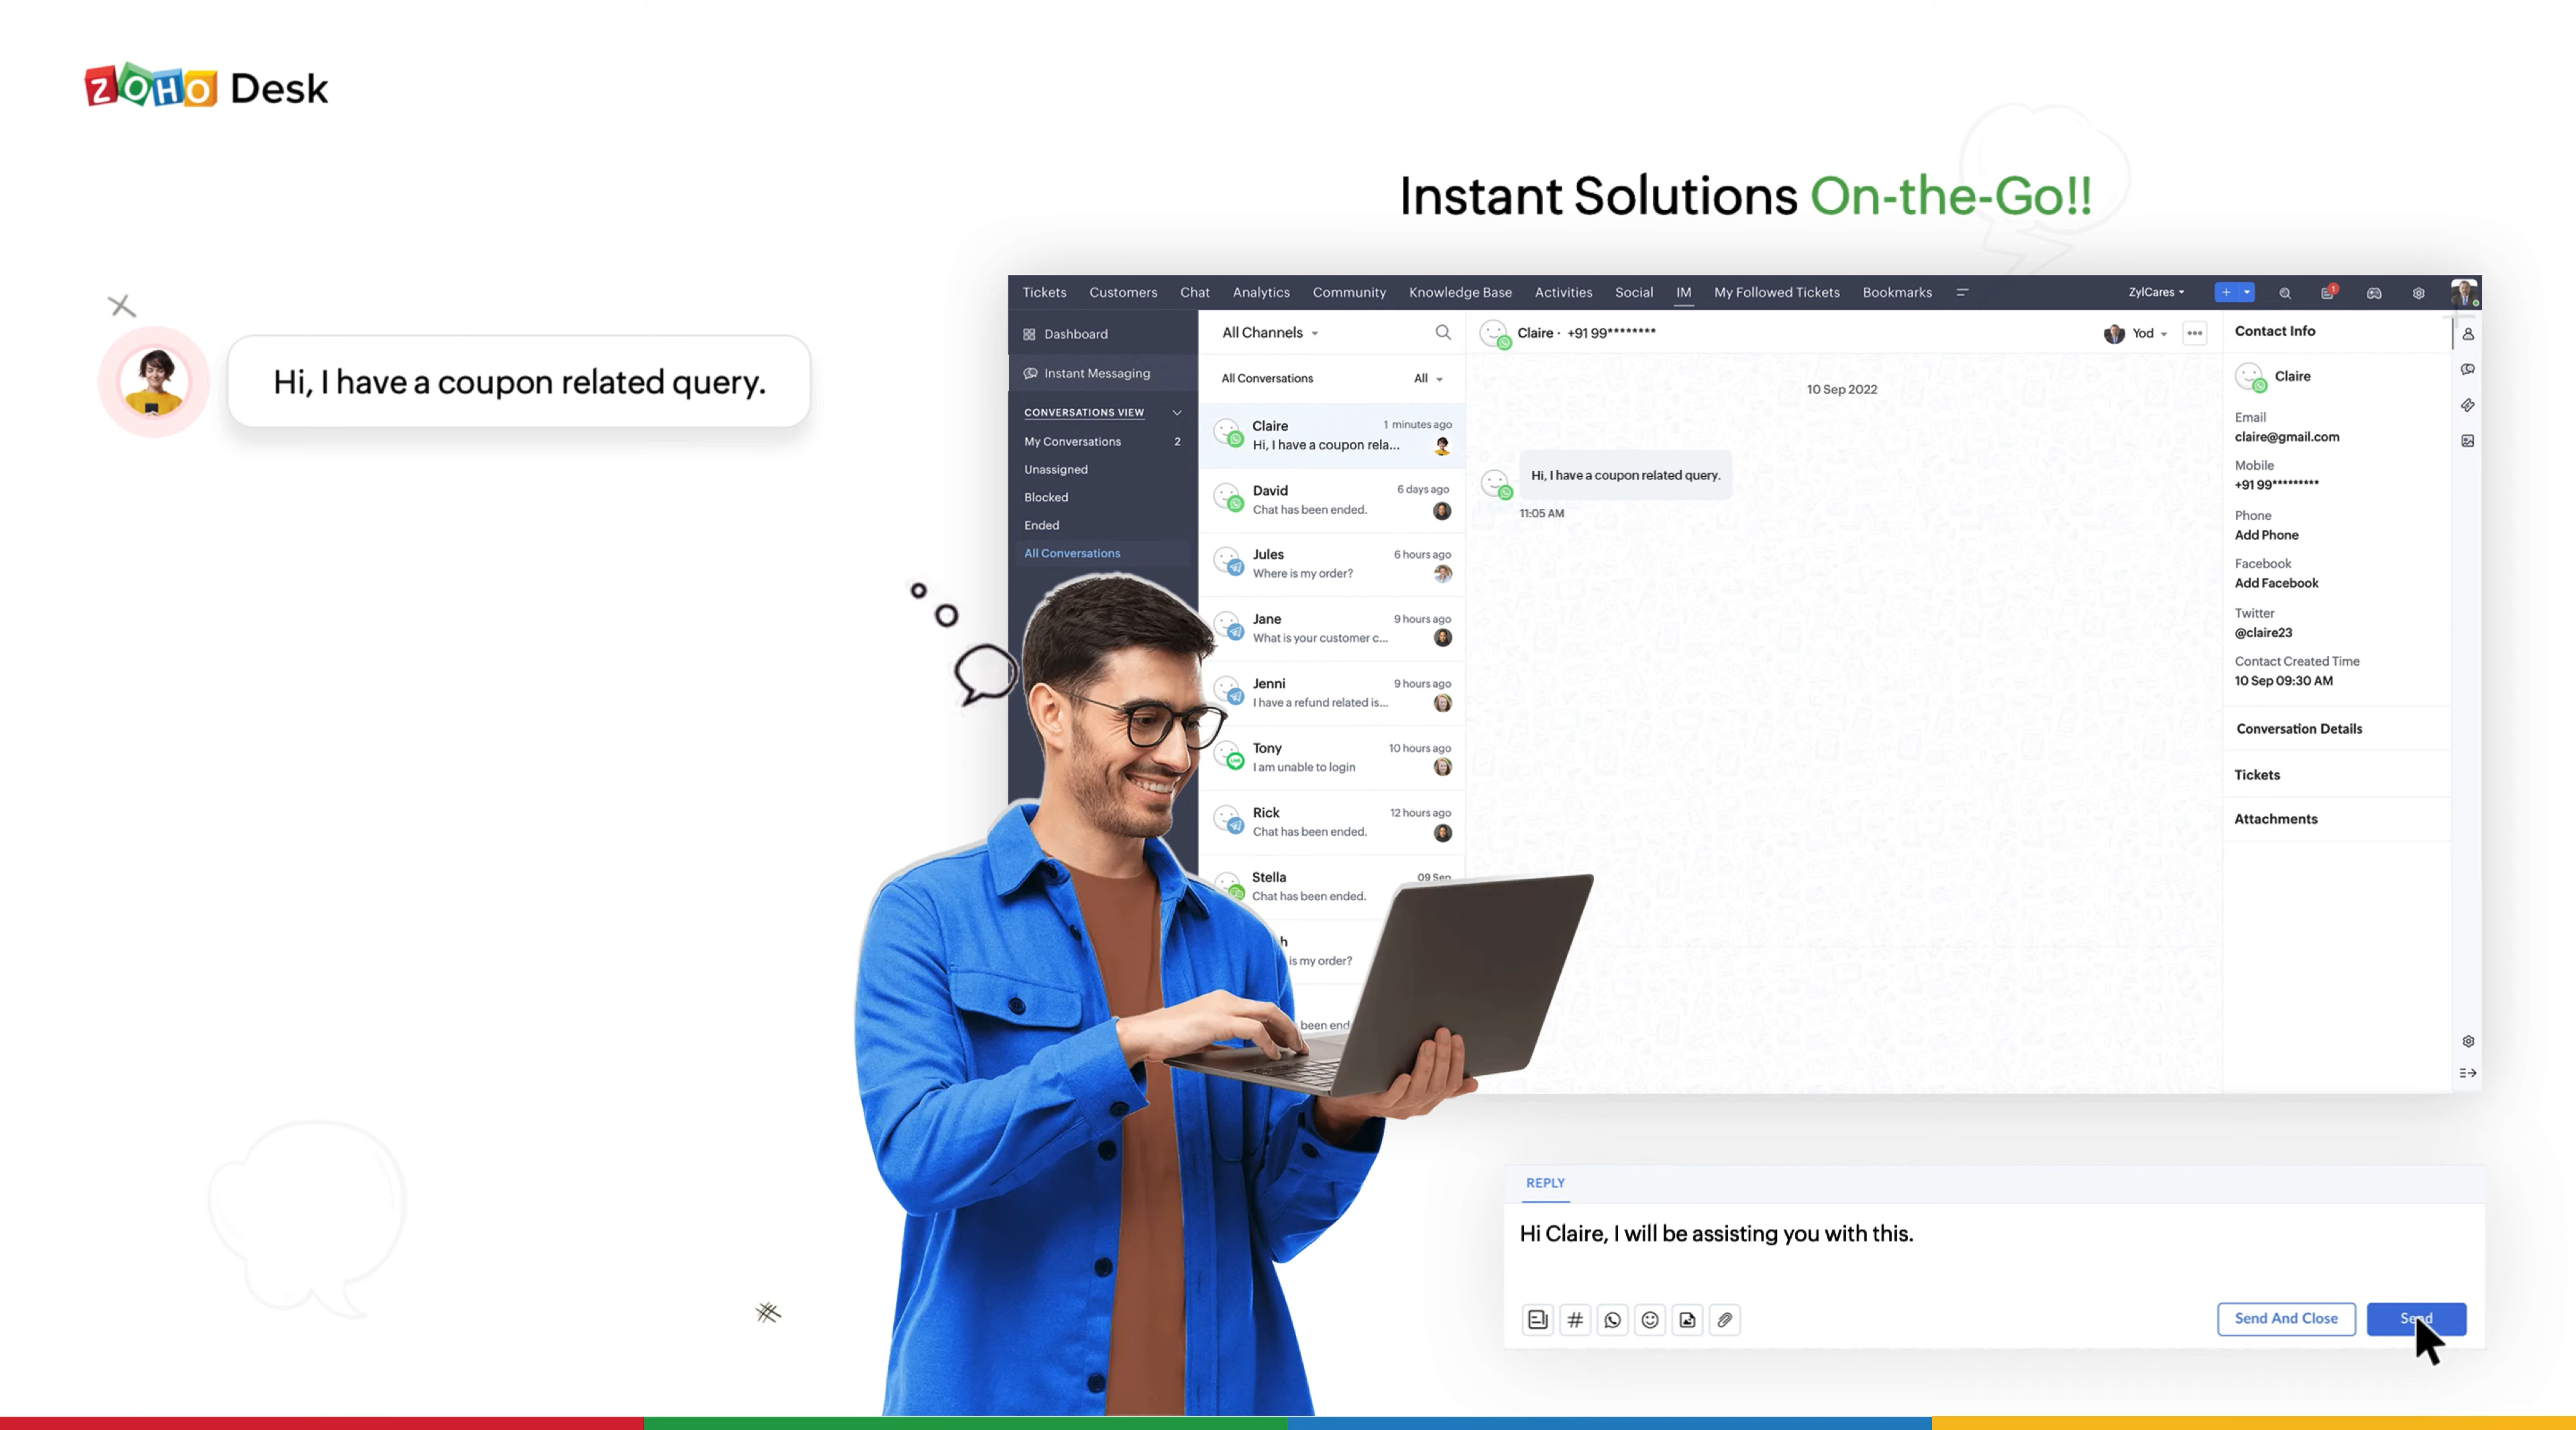 ZOHO Desk
Instant Solutions On-the-Go!!
Hi, I have a coupon related query.
Tickets Customers Chat Analytics Community Knowledge Base Activities Social IM My Followed Tickets Bookmarks ZylCares 1
Dashboard
Instant Messaging
CONVERSATIONS VIEW
My Conversations 2
Unassigned
Blocked
Ended
All Conversations
All Channels
All Conversations All
Claire 1 minutes ago
Hi, I have a coupon rela...
David 6 days ago
Chat has been ended.
Jules 6 hours ago
Where is my order?
Jane 9 hours ago
What is your customer c...
Jenni 9 hours ago
I have a refund related is...
Tony 10 hours ago
I am unable to login
Rick 12 hours ago
Chat has been ended.
Stella 09 Sep
Chat has been ended.
h
is my order?
been end
Claire · +91 99******** Yod
10 Sep 2022
Hi, I have a coupon related query.
11:05 AM
Contact Info
Claire
Email
claire@gmail.com
Mobile
+91 99*********
Phone
Add Phone
Facebook
Add Facebook
Twitter
@claire23
Contact Created Time
10 Sep 09:30 AM
Conversation Details
Tickets
Attachments
REPLY
Hi Claire, I will be assisting you with this.
Send And Close Send